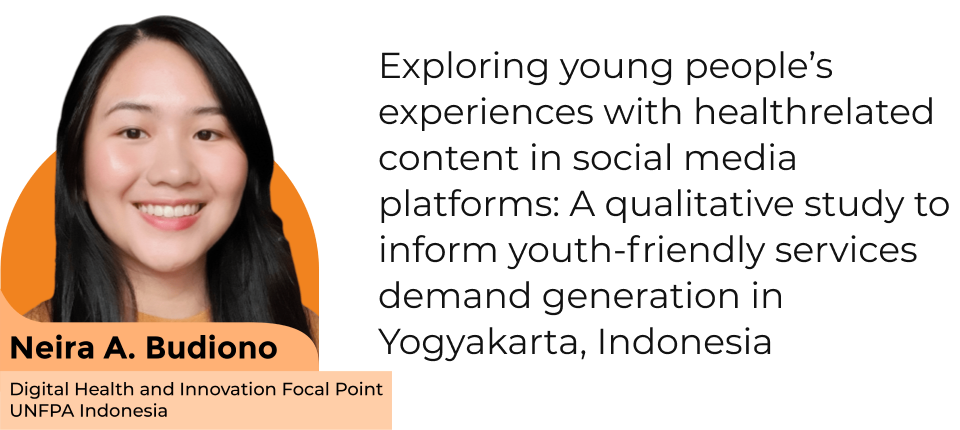 Exploring young people’s
experiences with healthrelated
content in social media
platforms: A qualitative study to
inform youth-friendly services
demand generation in
Yogyakarta, Indonesia
Neira A. Budiono
Digital Health and Innovation Focal Point
UNFPA Indonesia